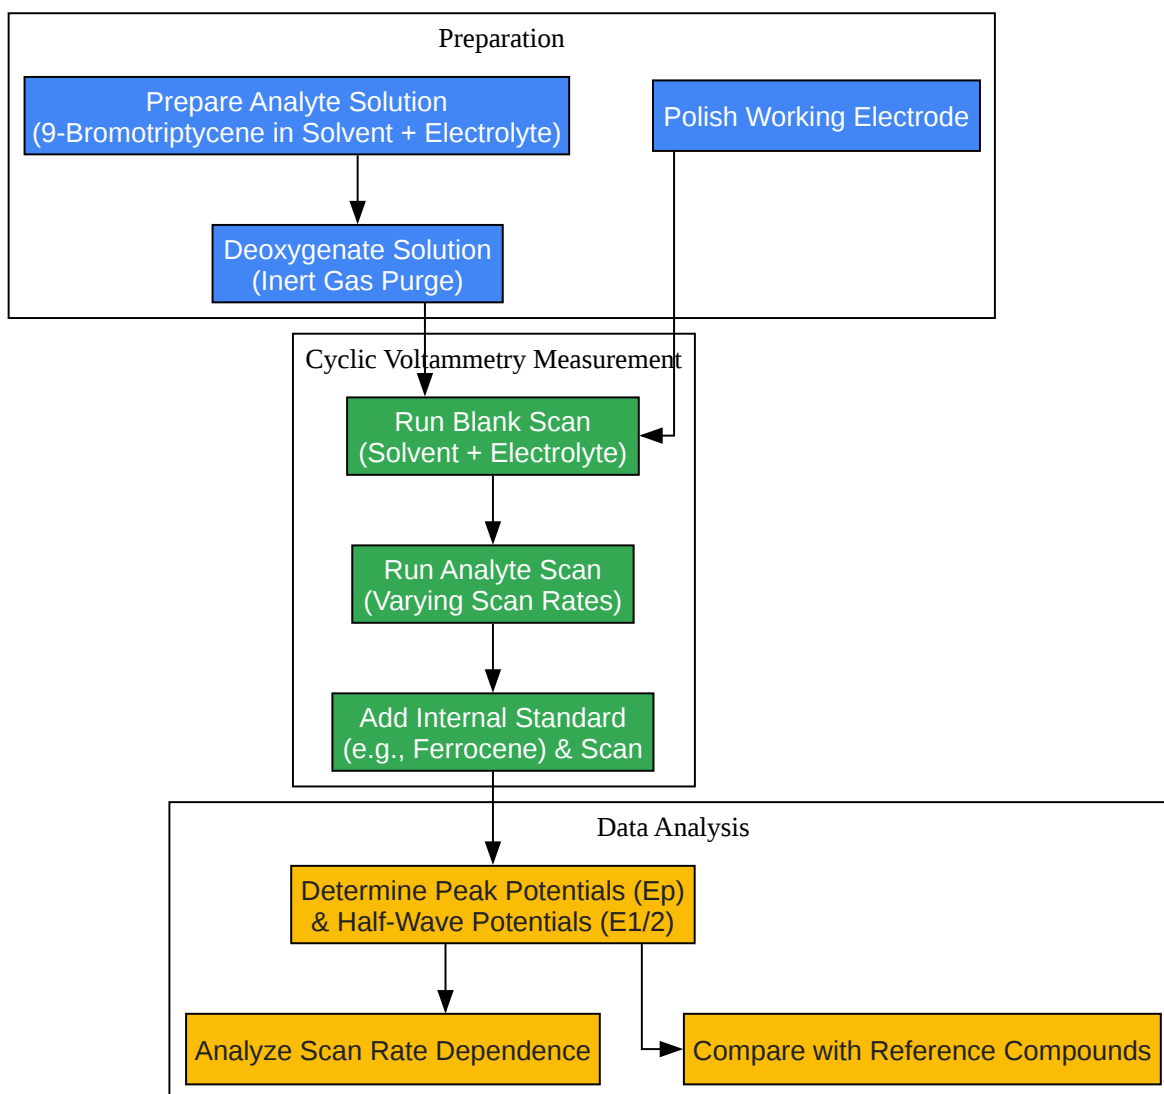 Preparation
Prepare Analyte Solution
(9-Bromotriptycene in Solvent + Electrolyte)
Polish Working Electrode
Deoxygenate Solution
(Inert Gas Purge)
Cyclic Voltammetry Measurement
Run Blank Scan
(Solvent + Electrolyte)
Run Analyte Scan
(Varying Scan Rates)
Add Internal Standard
(e.g., Ferrocene) & Scan
Data Analysis
Determine Peak Potentials (Ep)
& Half-Wave Potentials (E1/2)
Analyze Scan Rate Dependence
Compare with Reference Compounds